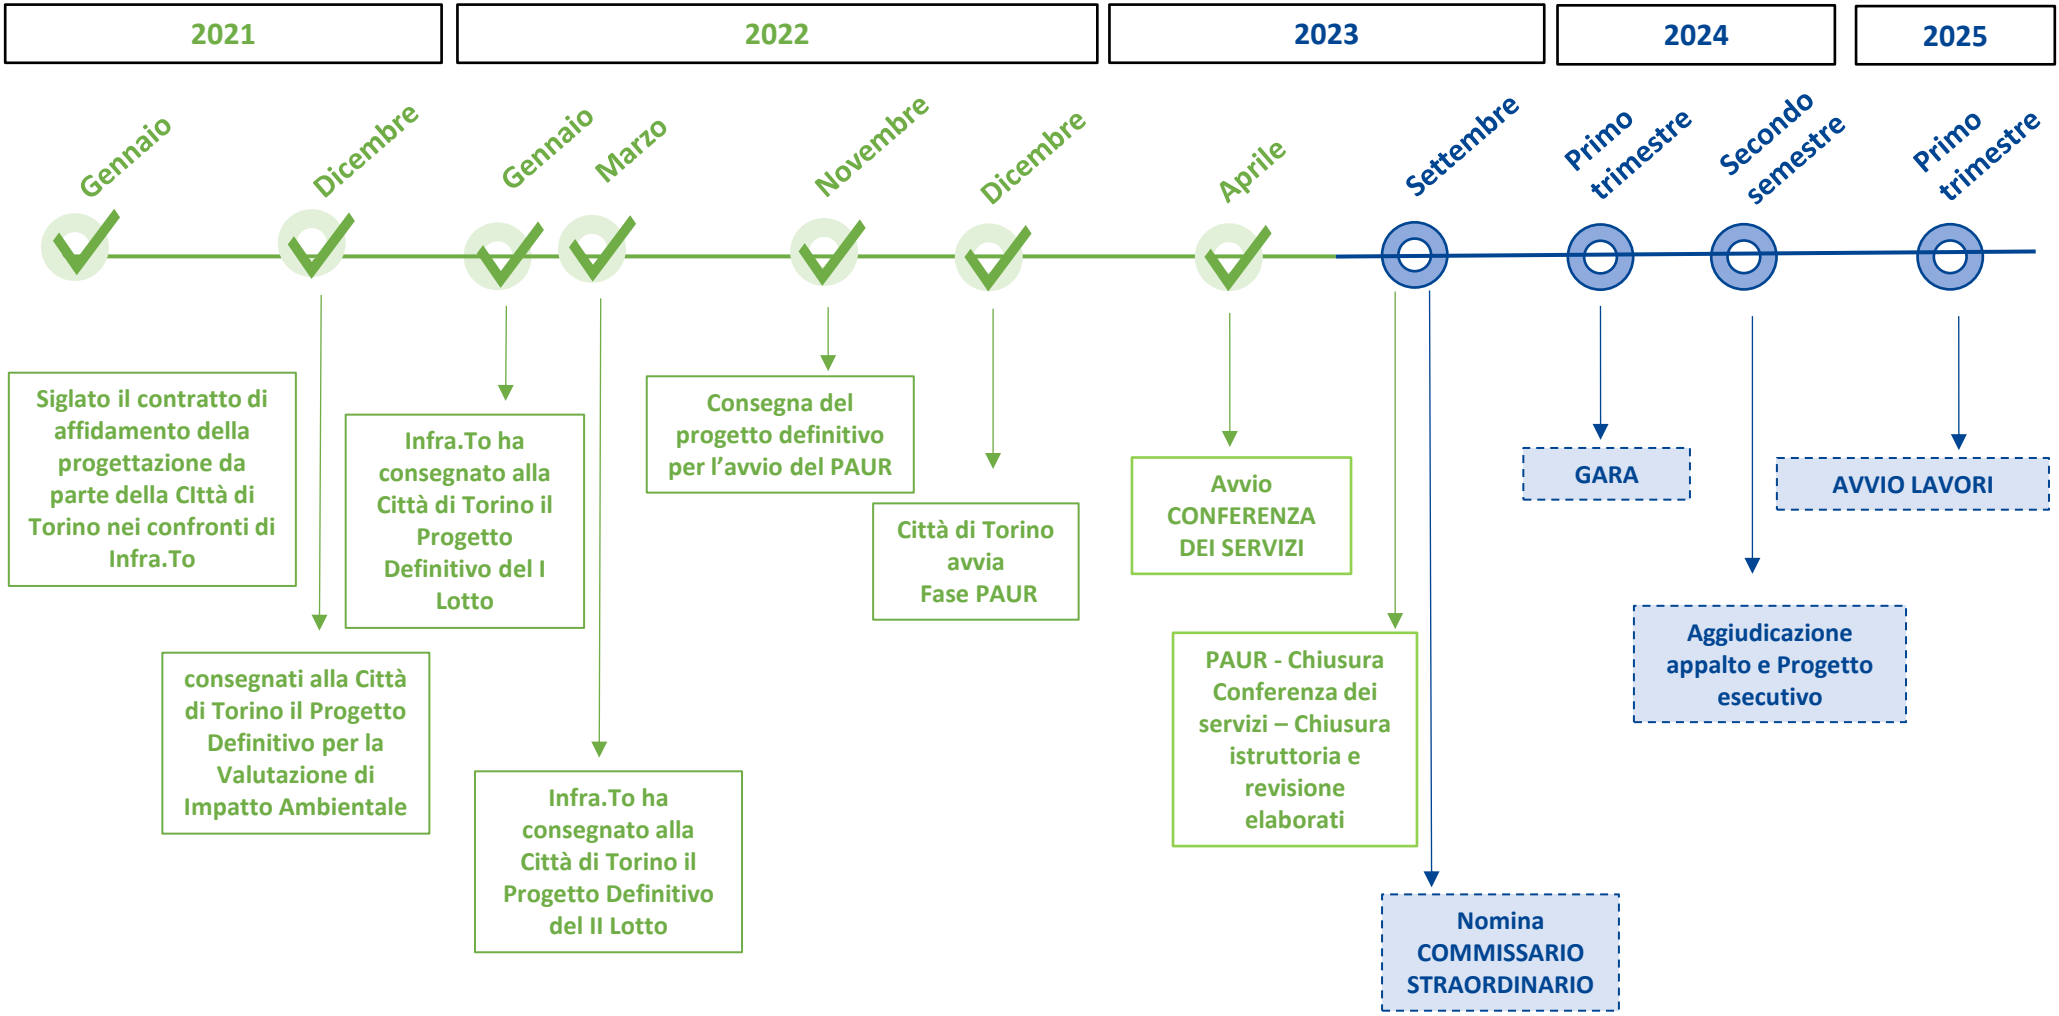 2021
2022
2023
2024
2025
Gennaio
Dicembre
Gennaio
Marzo
Novembre
Dicembre
Aprile
Settembre
Primo
trimestre
Secondo
semestre
Primo
trimestre
Siglato il contratto di
affidamento della
progettazione da
parte della CIttà di
Torino nei confronti di
Infra.To
consegnati alla Città
di Torino il Progetto
Definitivo per la
Valutazione di
Impatto Ambientale
Infra.To ha
consegnato alla
Città di Torino il
Progetto
Definitivo del I
Lotto
Infra.To ha
consegnato alla
Città di Torino il
Progetto Definitivo
del II Lotto
Consegna del
progetto definitivo
per l’avvio del PAUR
Città di Torino
avvia
Fase PAUR
Avvio
CONFERENZA
DEI SERVIZI
PAUR - Chiusura
Conferenza dei
servizi – Chiusura
istruttoria e
revisione
elaborati
Nomina
COMMISSARIO
STRAORDINARIO
GARA
Aggiudicazione
appalto e Progetto
esecutivo
AVVIO LAVORI